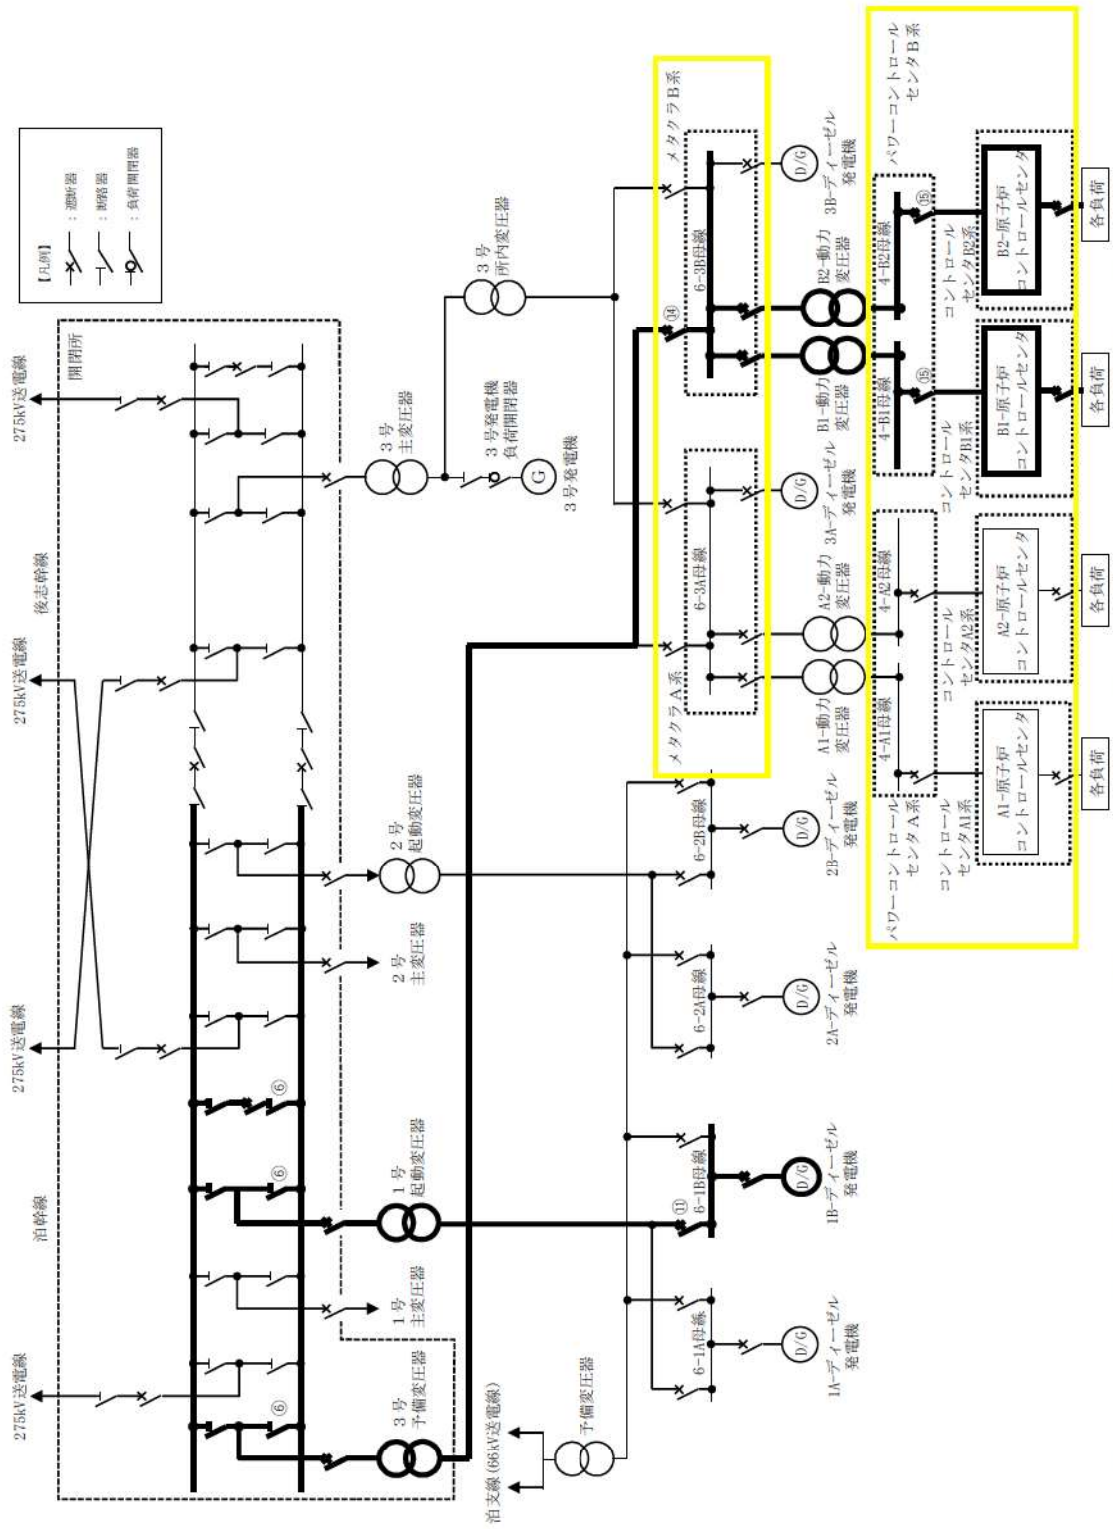 【凡例】
：遮断器
：断路器
：負荷開閉器
275kV送電線
泊幹線
275kV送電線
275kV送電線
後志幹線
275kV送電線
開閉所
⑥
⑥
⑥
3号
予備変圧器
1号
主変圧器
1号
起動変圧器
2号
主変圧器
2号
起動変圧器
3号
主変圧器
3号
所内変圧器
3号発電機
負荷開閉器
G
3号発電機
泊支線(66kV送電線)
予備変圧器
6-1A母線
⑪
6-1B母線
6-2A母線
6-2B母線
D/G
1A-ディーゼル
発電機
D/G
1B-ディーゼル
発電機
D/G
2A-ディーゼル
発電機
D/G
2B-ディーゼル
発電機
メタクラA系
6-3A母線
メタクラB系
⑭
6-3B母線
A1-動力
変圧器
A2-動力
変圧器
D/G
3A-ディーゼル
発電機
B1-動力
変圧器
B2-動力
変圧器
D/G
3B-ディーゼル
発電機
パワーコントロール
センタA系
4-A1母線
4-A2母線
パワーコントロール
センタB系
4-B1母線
⑮
4-B2母線
⑮
コントロール
センタA1系
A1-原子炉
コントロールセンタ
コントロール
センタA2系
A2-原子炉
コントロールセンタ
コントロール
センタB1系
B1-原子炉
コントロールセンタ
コントロール
センタB2系
B2-原子炉
コントロールセンタ
各負荷
各負荷
各負荷
各負荷